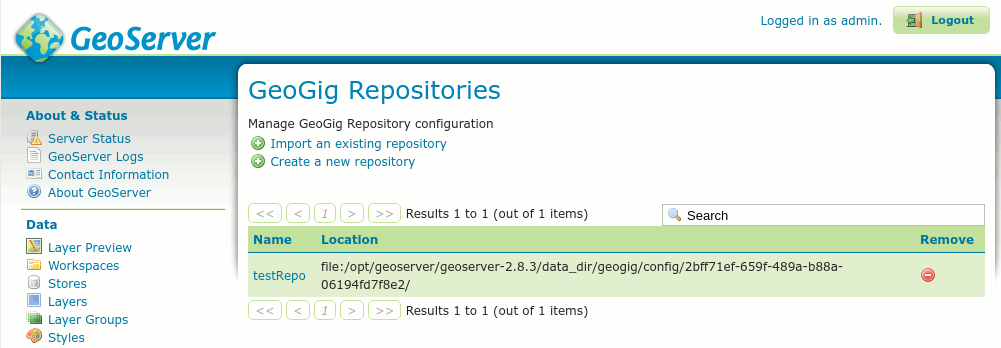 Logged in as admin.
Logout
GeoServer
GeoGig Repositories
About & Status
Server Status
GeoServer Logs
Contact Information
About GeoServer
Data
Layer Preview
Workspaces
Stores
Layers
Layer Groups
Styles
Manage GeoGig Repository configuration
Import an existing repository
Create a new repository
<< < 1 > >> Results 1 to 1 (out of 1 items)
Search
Name Location Remove
testRepo file:/opt/geoserver/geoserver-2.8.3/data_dir/geogig/config/2bff71ef-659f-489a-b88a-
06194fd7f8e2/
<< < 1 > >> Results 1 to 1 (out of 1 items)